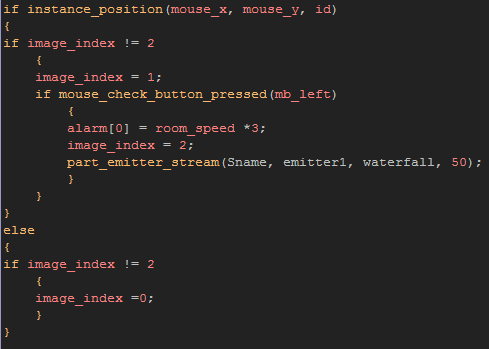 if instance_position(mouse_x, mouse_y, id)
{
if image_index != 2
    {
    image_index = 1;
    if mouse_check_button_pressed(mb_left)
        {
        alarm[0] = room_speed *3;
        image_index = 2;
        part_emitter_stream(Sname, emitter1, waterfall, 50);
        }
    }
}
else
{
if image_index != 2
    {
    image_index =0;
    }
}